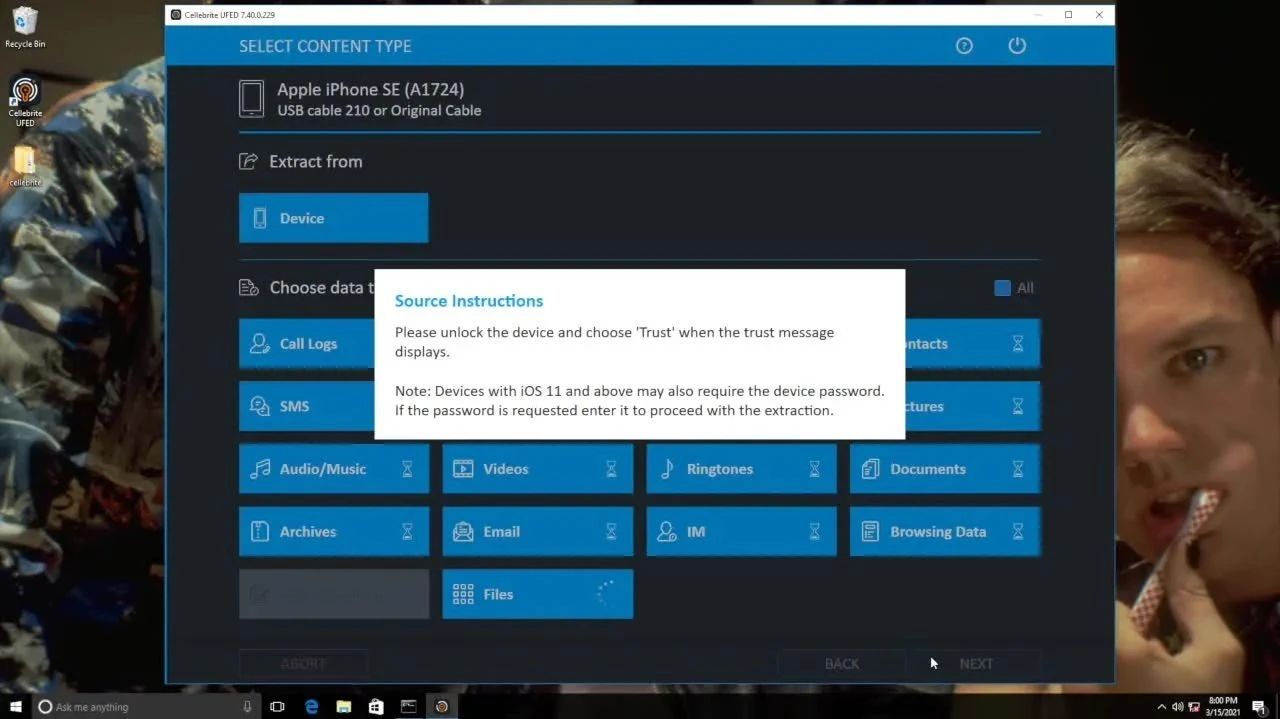 Cellebrite UFED 7.40.0.229
Recycle Bin
SELECT CONTENT TYPE
Apple iPhone SE (A1724)
USB cable 210 or Original Cable
Cellebrite
UFED
Extract from
cellebrite
Device
Choose data t
All
Source Instructions
Please unlock the device and choose 'Trust' when the trust message
displays.
Note: Devices with iOS 11 and above may also require the device password.
If the password is requested enter it to proceed with the extraction.
Call Logs
ontacts
SMS
ctures
Audio/Music
Videos
Ringtones
Documents
Archives
Email
IM
Browsing Data
Files
ABORT
BACK
NEXT
Ask me anything
8:00 PM
3/15/2021
1